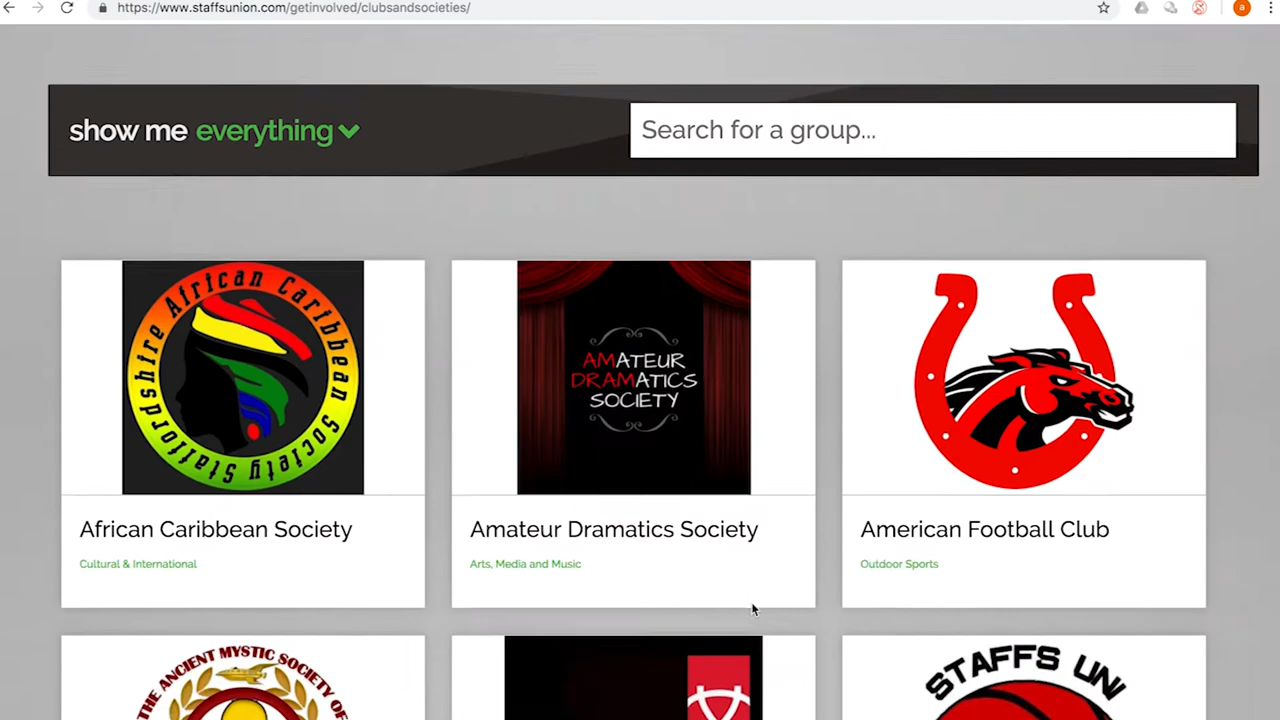 https://www.staffsunion.com/getinvolved/clubsandsocieties/
a
show me everything
Search for a group...
African Caribbean Society Staffordshire
AMATEUR
DRAMATICS
SOCIETY
African Caribbean Society
Amateur Dramatics Society
American Football Club
Cultural & International
Arts, Media and Music
Outdoor Sports
THE ANCIENT MYSTIC SOCIETY OF
STAFFS UNI